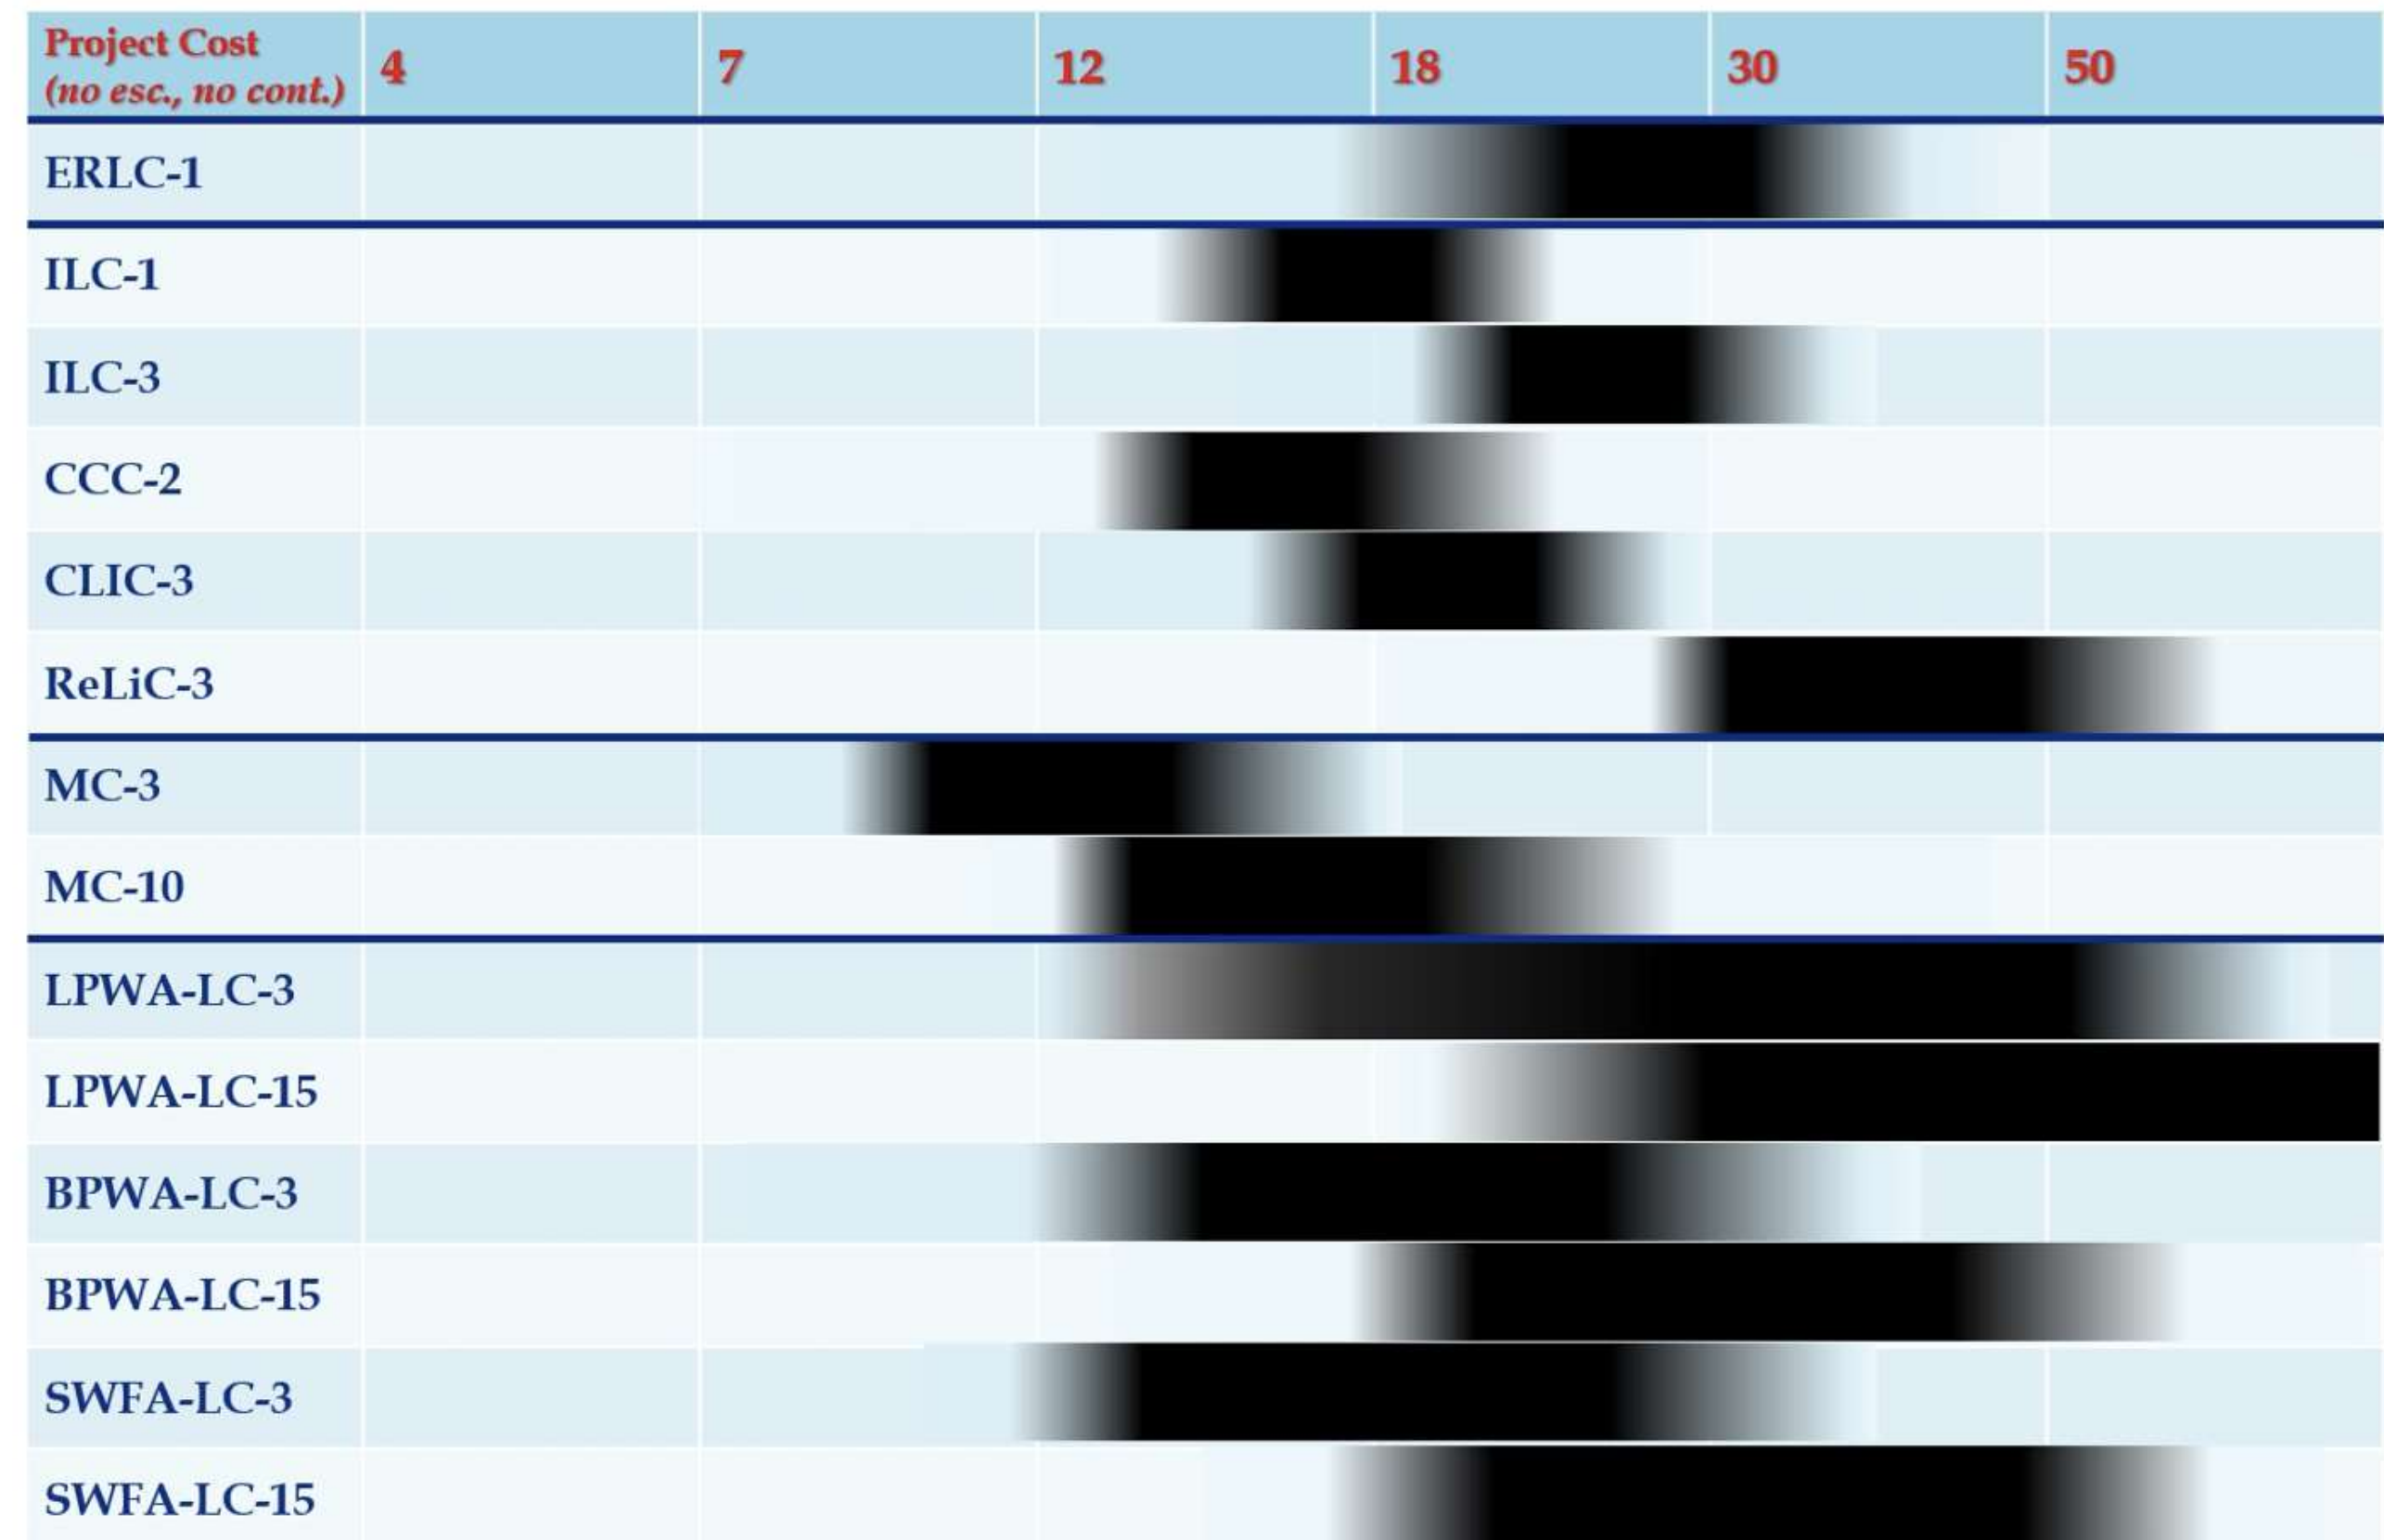 Project Cost
(no esc., no cont.)
4
7
12
18
30
50
ERLC-1
ILC-1
ILC-3
CCC-2
CLIC-3
ReLiC-3
MC-3
MC-10
LPWA-LC-3
LPWA-LC-15
BPWA-LC-3
BPWA-LC-15
SWFA-LC-3
SWFA-LC-15